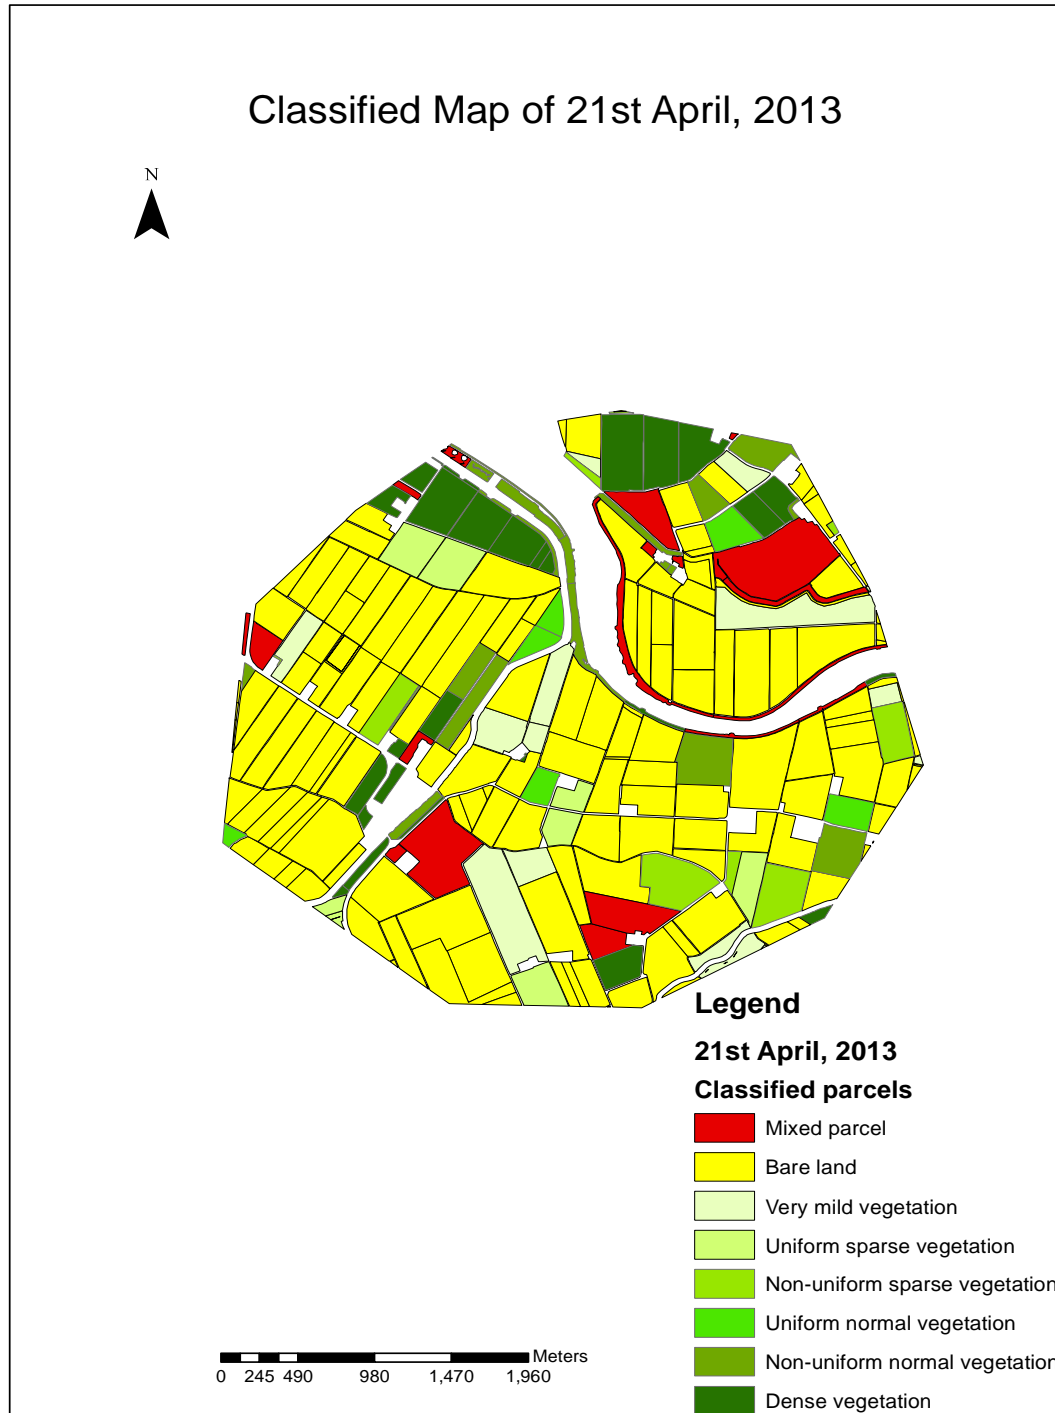 Classified Map of 21st April, 2013
N
Legend
21st April, 2013
Classified parcels
Mixed parcel
Bare land
Very mild vegetation
Uniform sparse vegetation
Non-uniform sparse vegetation
Uniform normal vegetation
Non-uniform normal vegetation
Dense vegetation
Meters
0 245 490 980 1,470 1,960